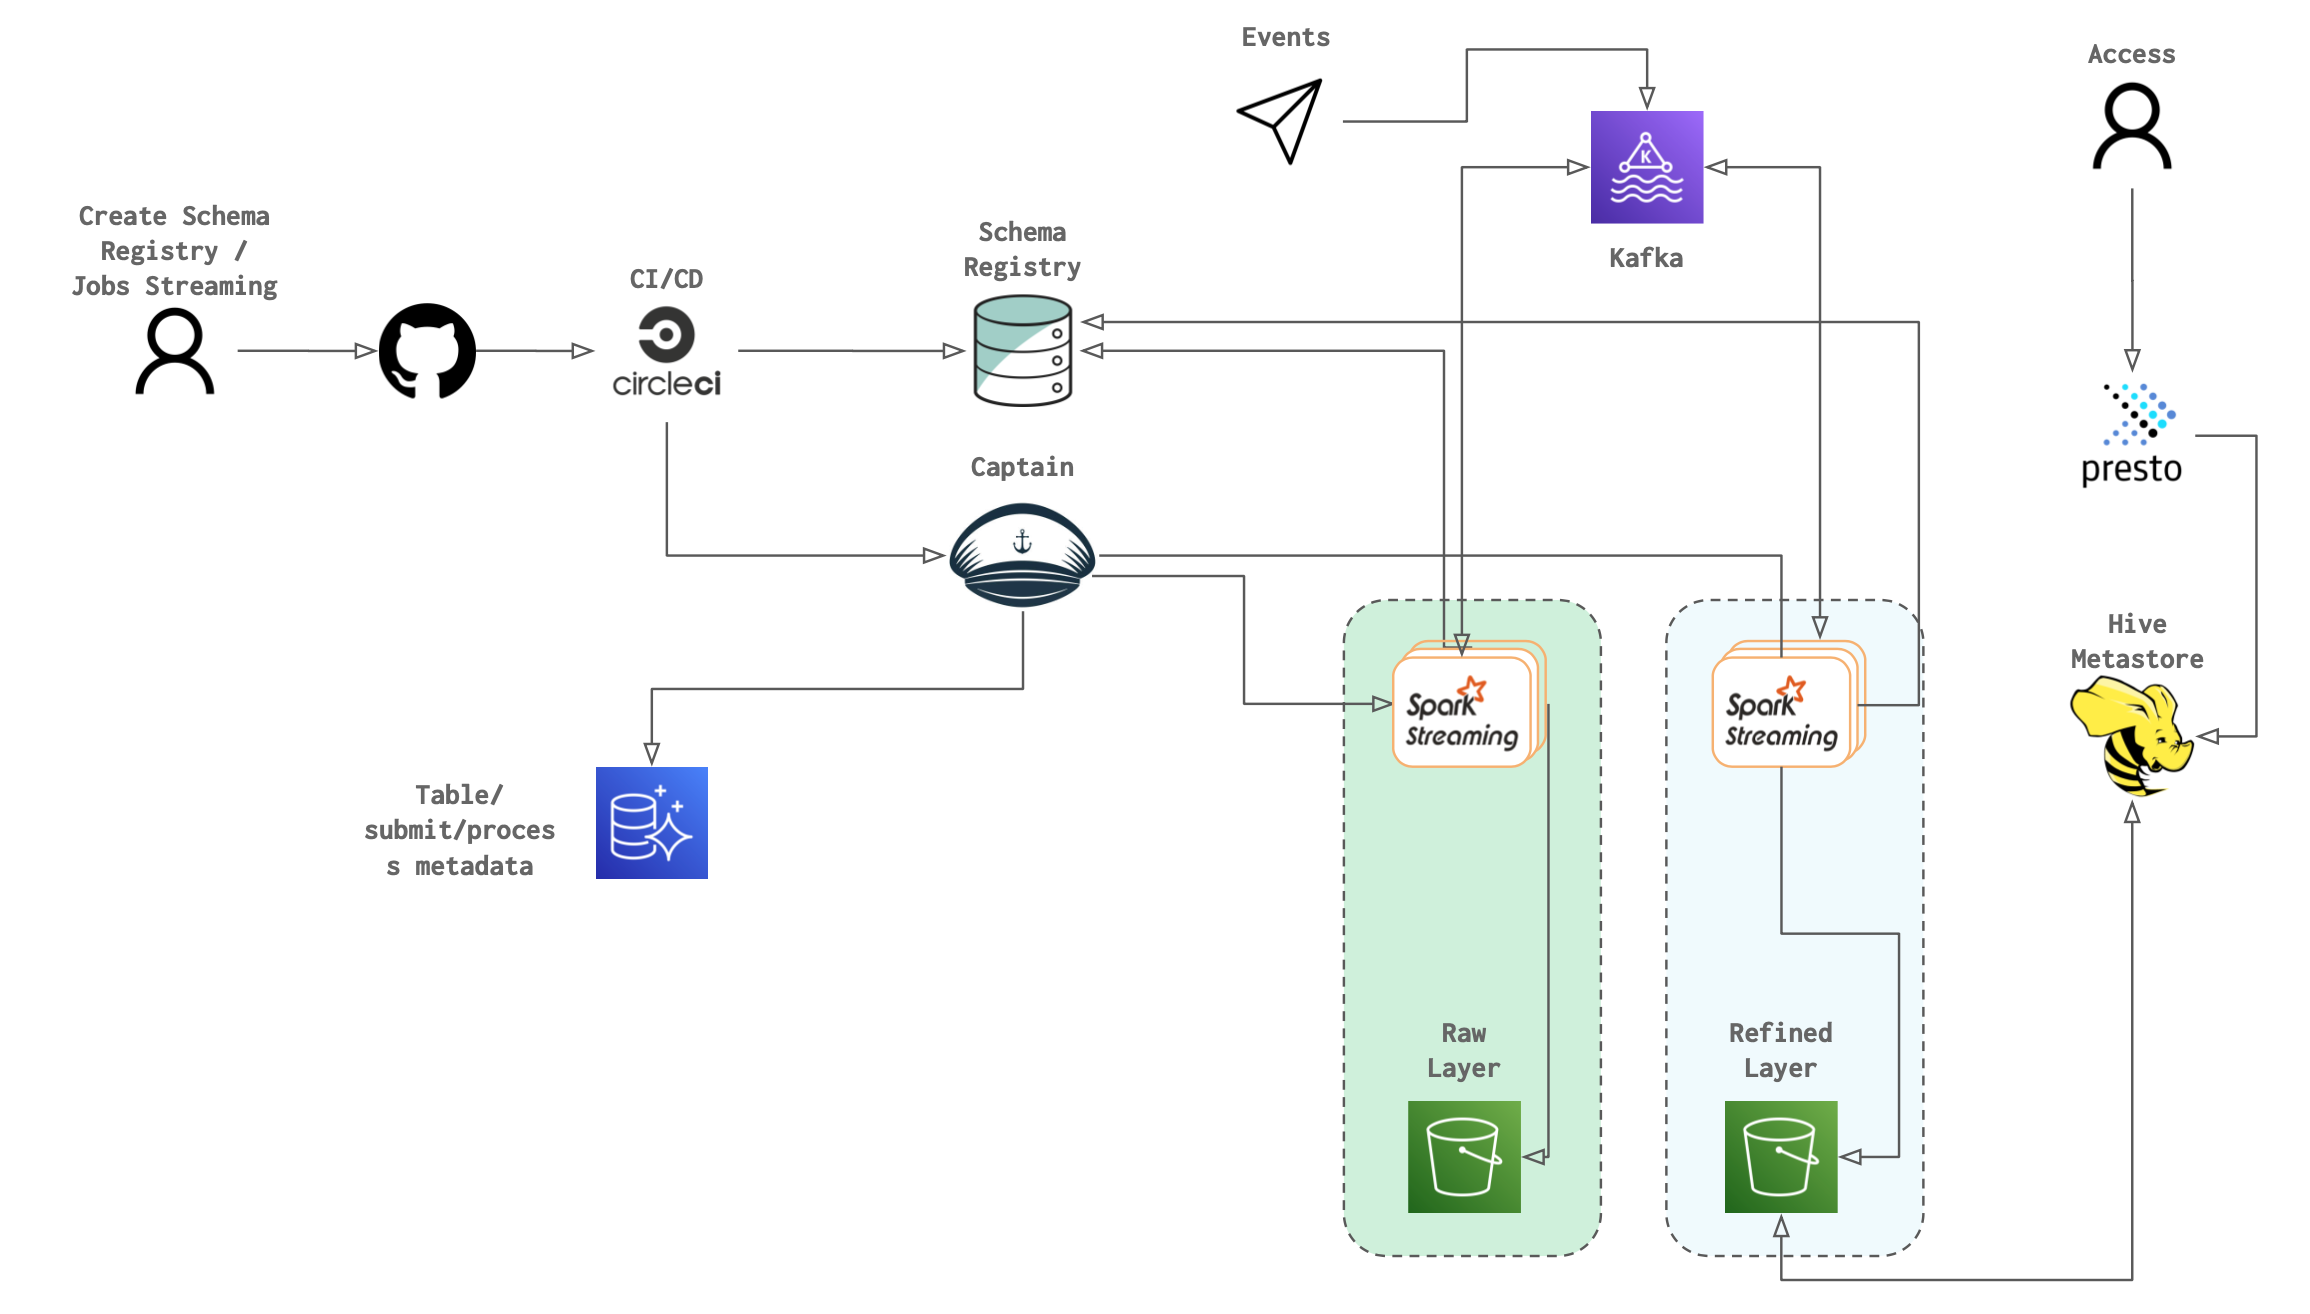 Events
Access
K
Create Schema
Registry /
Jobs Streaming
CI/CD
Schema
Registry
Kafka
circleci
Captain
presto
Hive
Metastore
Spark
Streaming
Spark
Streaming
Table/
submit/proces
s metadata
Raw
Layer
Refined
Layer